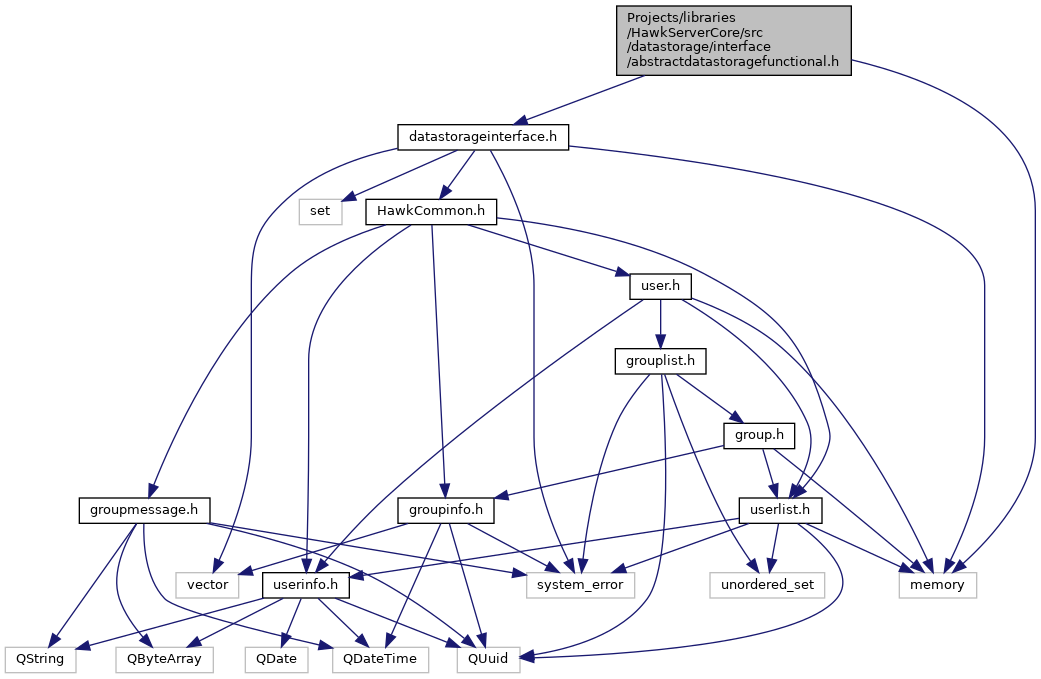 Projects/libraries
/HawkServerCore/src
/datastorage/interface
/abstractdatastoragefunctional.h
datastorageinterface.h
set
HawkCommon.h
user.h
grouplist.h
group.h
groupmessage.h
groupinfo.h
userlist.h
vector
userinfo.h
system_error
unordered_set
memory
QString
QByteArray
QDate
QDateTime
QUuid